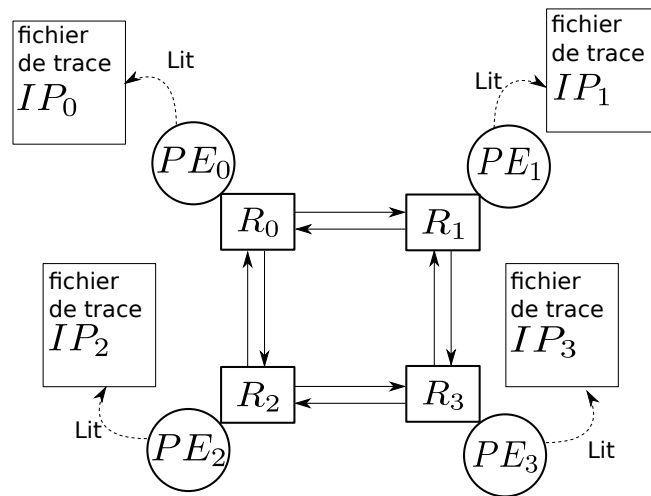 fichier
de trace
IP₀
Lit
PE₀
fichier
de trace
IP₁
Lit
PE₁
R₀
R₁
fichier
de trace
IP₂
Lit
PE₂
R₂
R₃
fichier
de trace
IP₃
Lit
PE₃